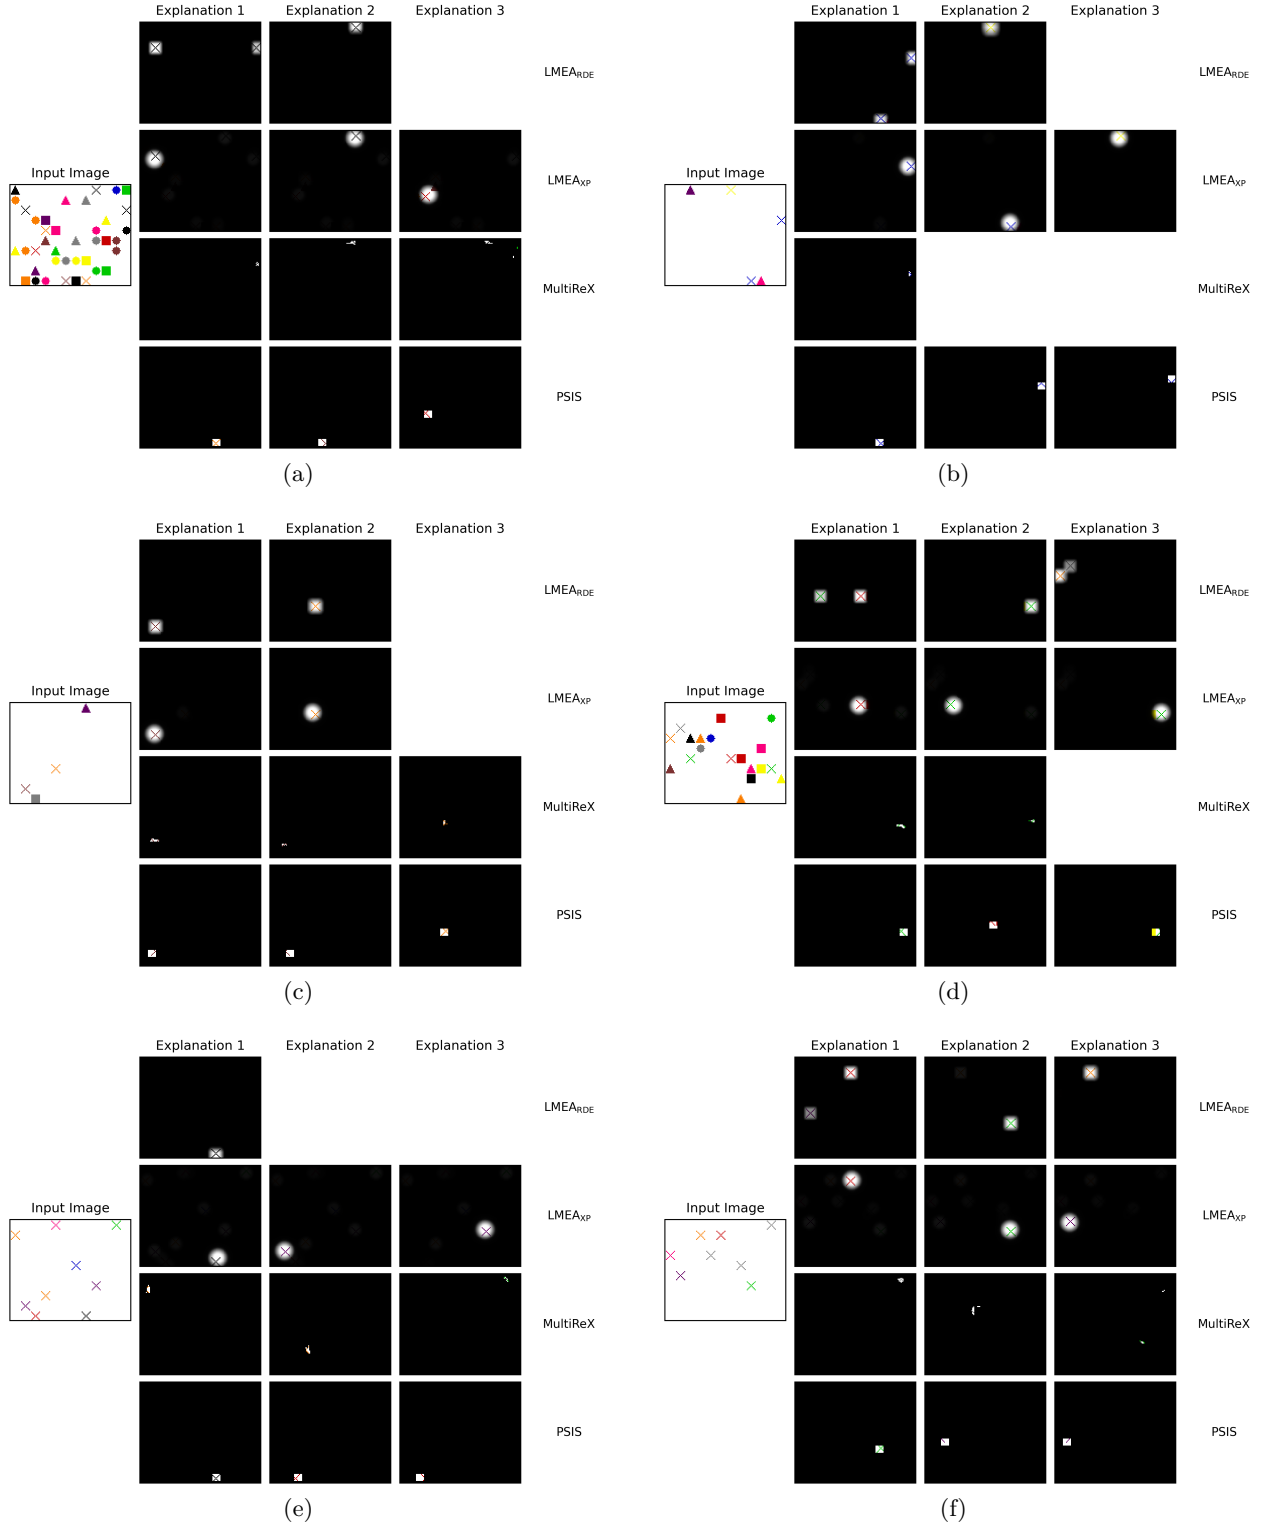 Explanation 1 Explanation 2 Explanation 3
LMEA_RDE
Input Image
LMEA_XP
MultiReX
PSIS
(a)
Explanation 1 Explanation 2 Explanation 3
LMEA_RDE
Input Image
LMEA_XP
MultiReX
PSIS
(b)
Explanation 1 Explanation 2 Explanation 3
LMEA_RDE
Input Image
LMEA_XP
MultiReX
PSIS
(c)
Explanation 1 Explanation 2 Explanation 3
LMEA_RDE
Input Image
LMEA_XP
MultiReX
PSIS
(d)
Explanation 1 Explanation 2 Explanation 3
LMEA_RDE
Input Image
LMEA_XP
MultiReX
PSIS
(e)
Explanation 1 Explanation 2 Explanation 3
LMEA_RDE
Input Image
LMEA_XP
MultiReX
PSIS
(f)